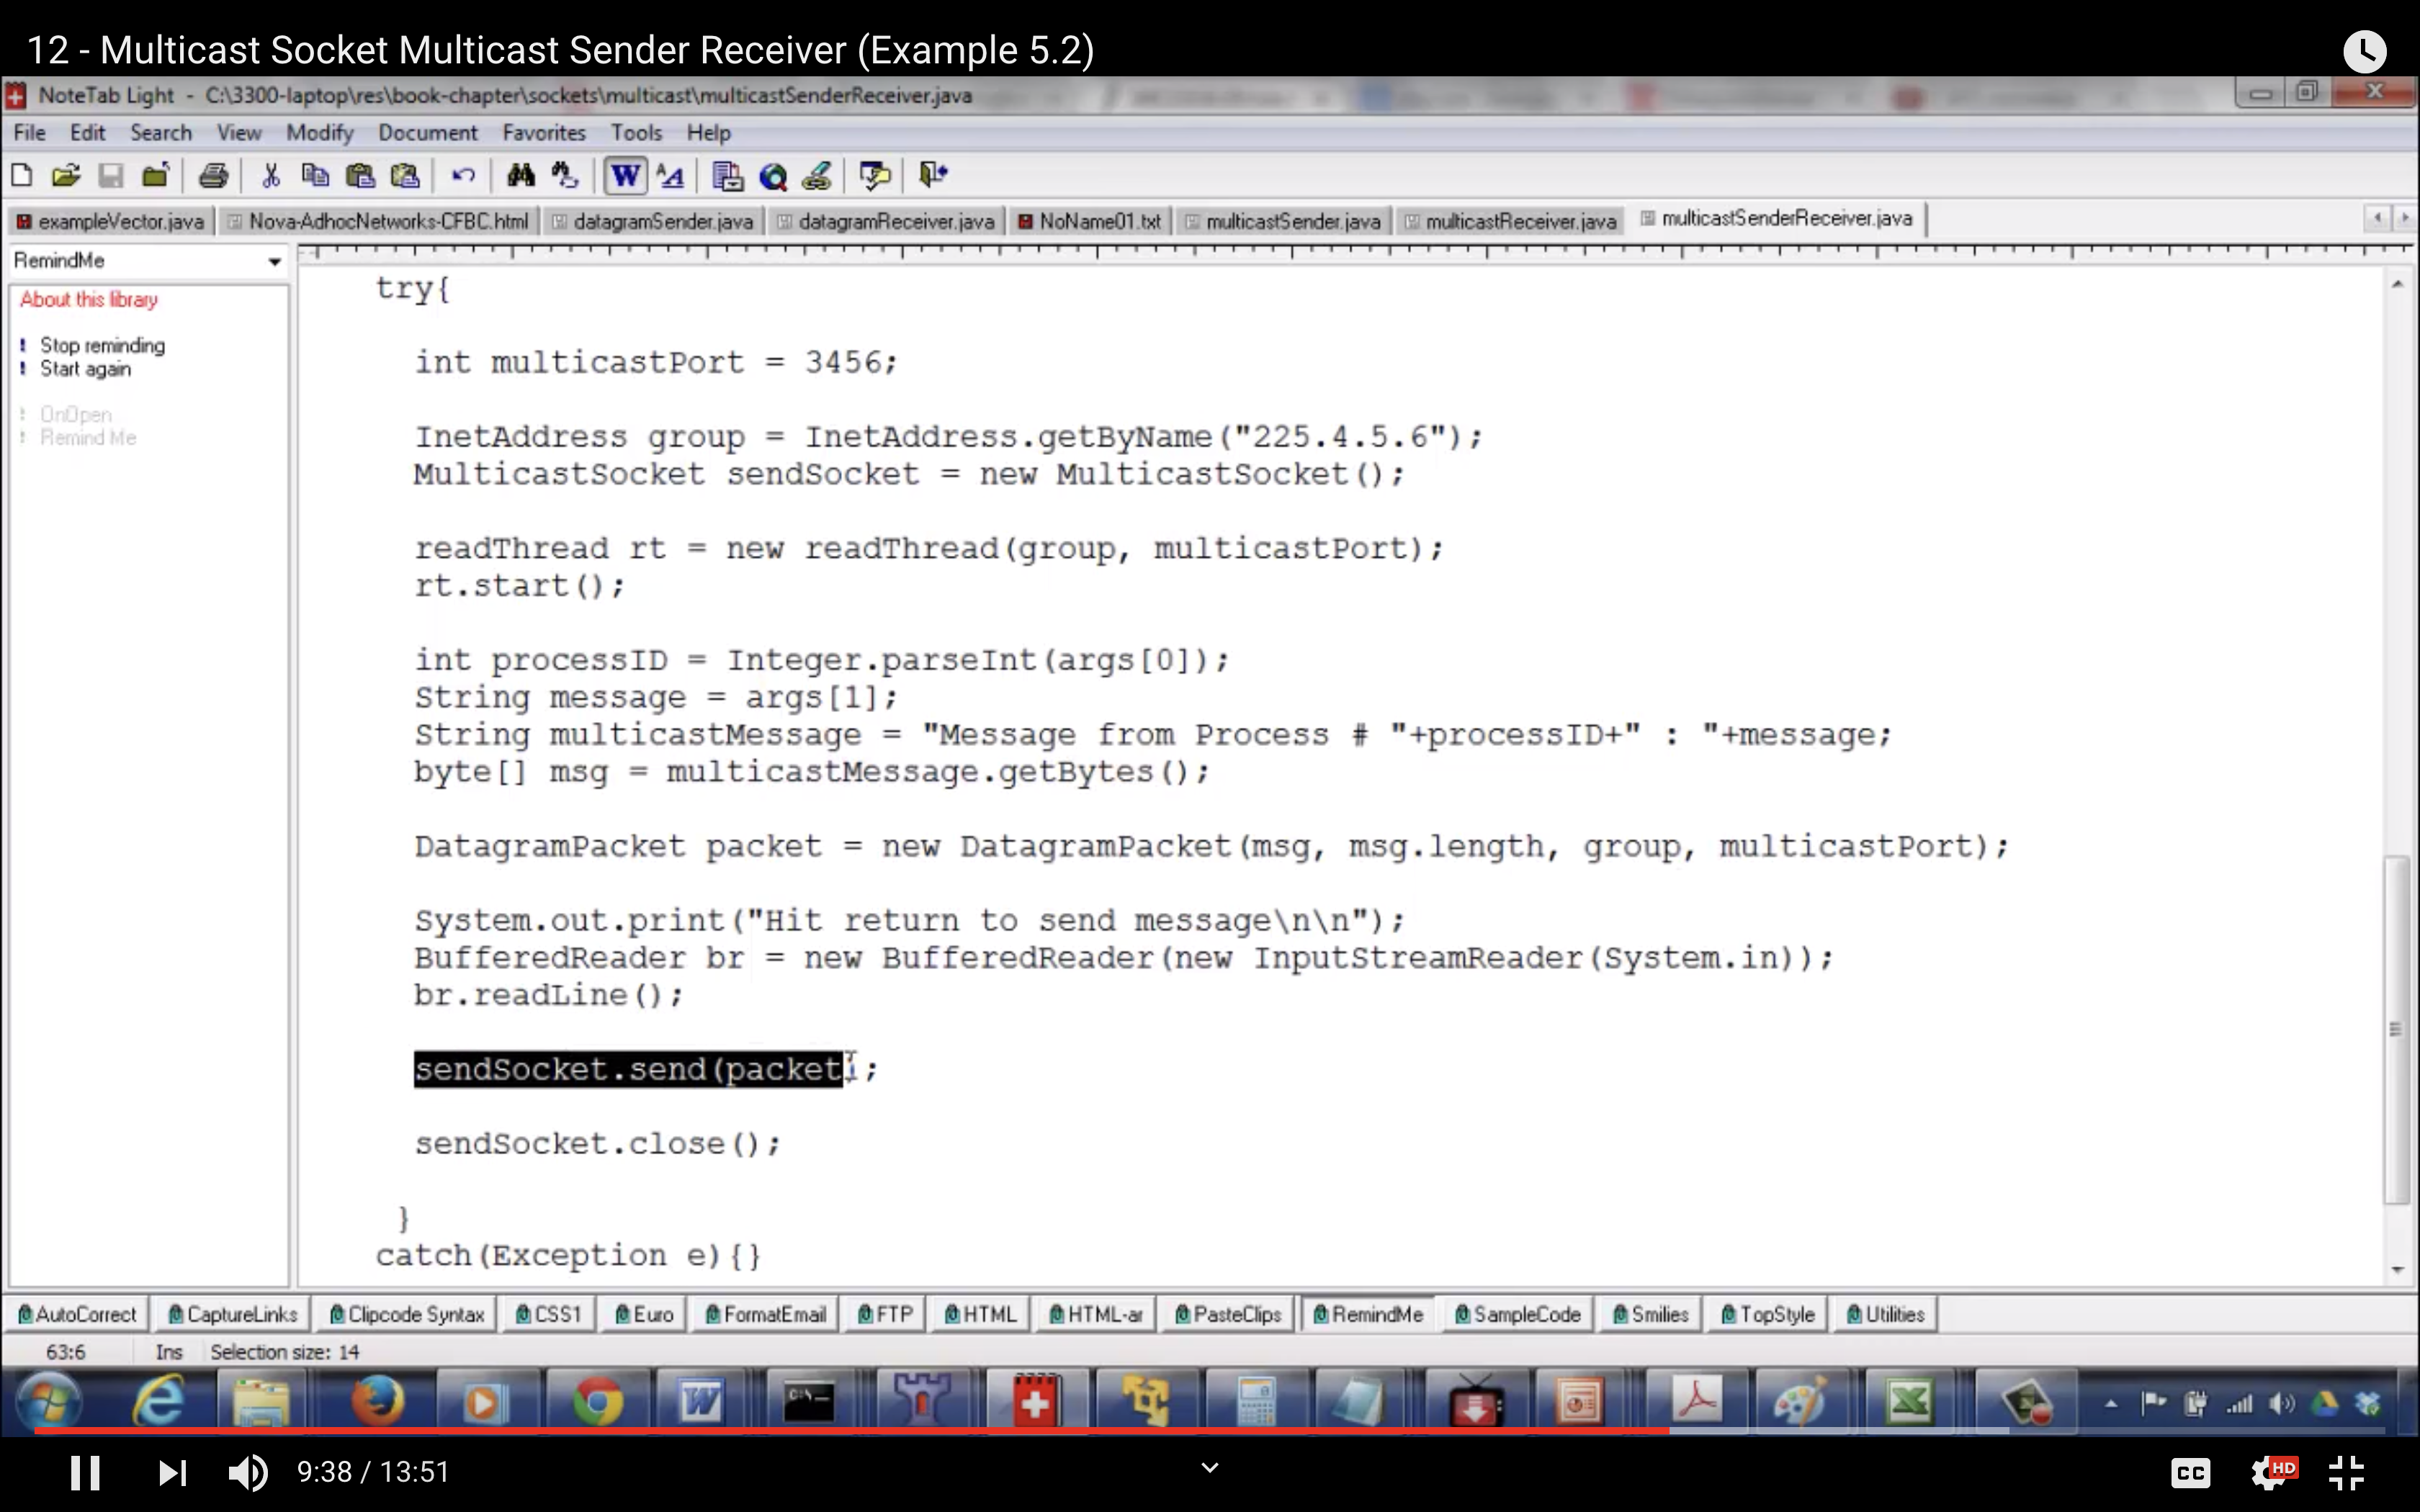 12 - Multicast Socket Multicast Sender Receiver (Example 5.2)
NoteTab Light - C:\3300-laptop\res\book-chapter\sockets\multicast\multicastSenderReceiver.java
File Edit Search View Modify Document Favorites Tools Help
exampleVector.java Nova-AdhocNetworks-CFBC.html datagramSender.java datagramReceiver.java NoName01.txt multicastSender.java multicastReceiver.java multicastSenderReceiver.java
RemindMe
About this library
! Stop reminding
! Start again
! OnOpen
! Remind Me
try{
int multicastPort = 3456;
InetAddress group = InetAddress.getByName("225.4.5.6");
MulticastSocket sendSocket = new MulticastSocket();
readThread rt = new readThread(group, multicastPort);
rt.start();
int processID = Integer.parseInt(args[0]);
String message = args[1];
String multicastMessage = "Message from Process # "+processID+" : "+message;
byte[] msg = multicastMessage.getBytes();
DatagramPacket packet = new DatagramPacket(msg, msg.length, group, multicastPort);
System.out.print("Hit return to send message\n\n");
BufferedReader br = new BufferedReader(new InputStreamReader(System.in));
br.readLine();
sendSocket.send(packet);
sendSocket.close();
}
catch(Exception e){}
AutoCorrect CaptureLinks Clipcode Syntax CSS1 Euro FormatEmail FTP HTML HTML-ar PasteClips RemindMe SampleCode Smilies TopStyle Utilities
63:6 Ins Selection size: 14
9:38 / 13:51 CC HD